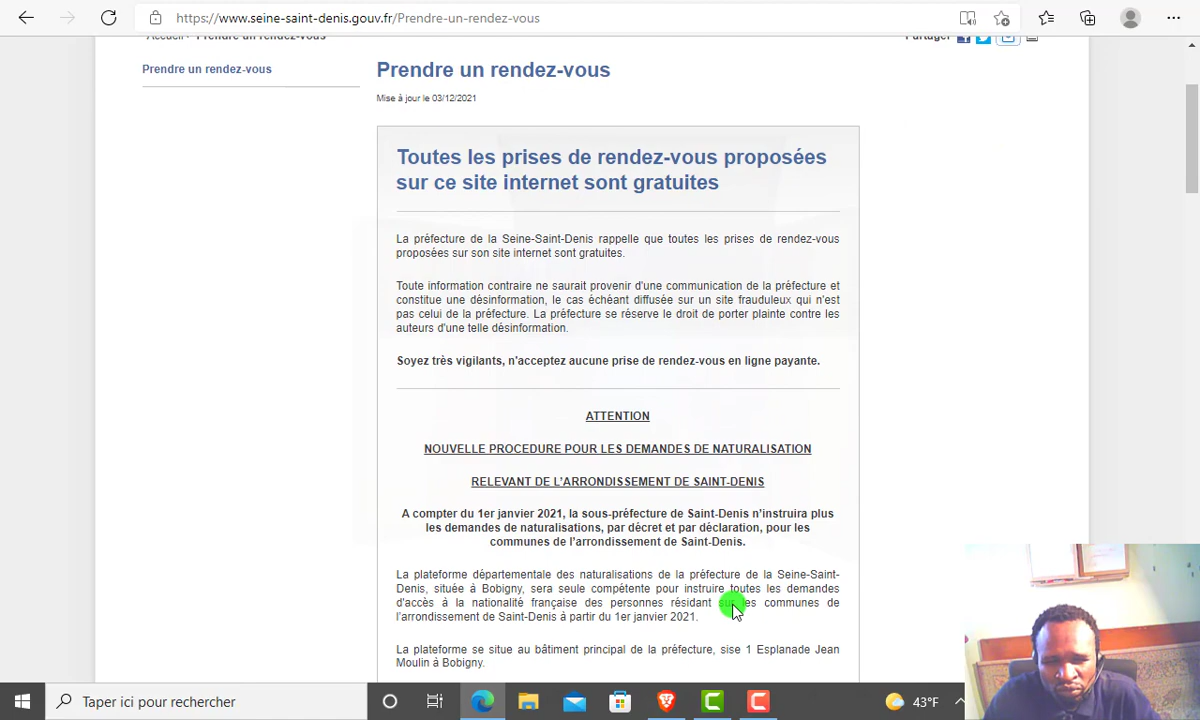 https://www.seine-saint-denis.gouv.fr/Prendre-un-rendez-vous
Accueil > Prendre un rendez-vous
Partager
Prendre un rendez-vous
Prendre un rendez-vous
Mise à jour le 03/12/2021
Toutes les prises de rendez-vous proposées
sur ce site internet sont gratuites
La préfecture de la Seine-Saint-Denis rappelle que toutes les prises de rendez-vous
proposées sur son site internet sont gratuites.
Toute information contraire ne saurait provenir d'une communication de la préfecture et
constitue une désinformation, le cas échéant diffusée sur un site frauduleux qui n'est
pas celui de la préfecture. La préfecture se réserve le droit de porter plainte contre les
auteurs d'une telle désinformation.
Soyez très vigilants, n'acceptez aucune prise de rendez-vous en ligne payante.
ATTENTION
NOUVELLE PROCEDURE POUR LES DEMANDES DE NATURALISATION
RELEVANT DE L'ARRONDISSEMENT DE SAINT-DENIS
A compter du 1er janvier 2021, la sous-préfecture de Saint-Denis n'instruira plus
les demandes de naturalisations, par décret et par déclaration, pour les
communes de l'arrondissement de Saint-Denis.
La plateforme départementale des naturalisations de la préfecture de la Seine-Saint-
Denis, située à Bobigny, sera seule compétente pour instruire toutes les demandes
d'accès à la nationalité française des personnes résidant sur les communes de
l'arrondissement de Saint-Denis à partir du 1er janvier 2021.
La plateforme se situe au bâtiment principal de la préfecture, sise 1 Esplanade Jean
Moulin à Bobigny.
Taper ici pour rechercher
43°F